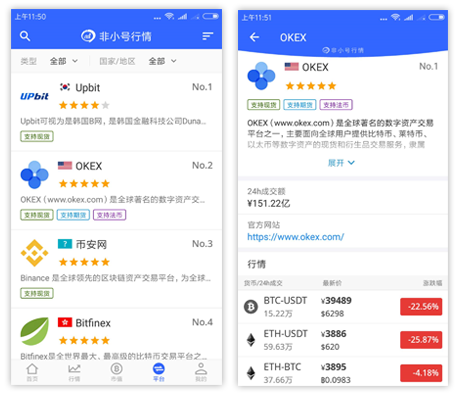 上午11:50
非小号行情
类型 全部 国家/地区 全部
UPbit
Upbit
No.1
Upbit可视为是韩国B网，是韩国金融科技公司Duna...
支持现货
OKEX
No.2
OKEX（www.okex.com）是全球著名的数字资产交...
支持现货 支持期货 支持法币
币安网
No.3
Binance 是全球领先的区块链资产交易平台，为全球...
支持现货
Bitfinex
No.4
Bitfinex是全世界最大、最高级的比特币交易平台之...
首页 行情 市值 平台 我的
上午11:51
OKEX
非小号行情
OKEX
No.1
支持现货 支持期货 支持法币
OKEX（www.okex.com）是全球著名的数字资产交易
平台之一，主要面向全球用户提供比特币、莱特币、
以太币等数字资产的现货和衍生品交易服务，隶属
展开
24h成交额
¥151.22亿
官方网站
https://www.okex.com/
行情
货币/24h成交 最新价 涨跌幅
BTC-USDT ¥39489 -22.56%
15.22万 $6298
ETH-USDT ¥3886 -25.87%
59.63万 $620
ETH-BTC ¥3895 -4.18%
37.66万 ฿0.0983